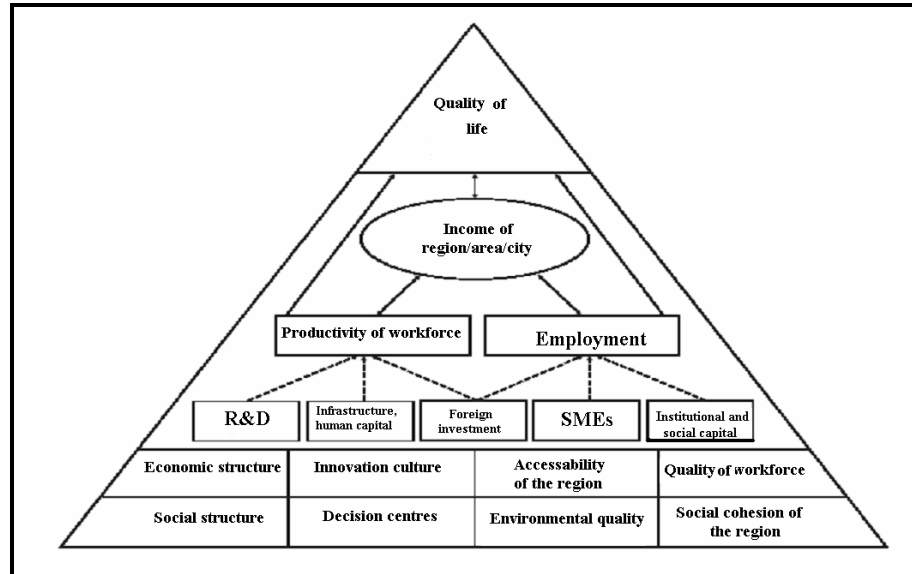 Quality of
life
Income of
region/area/city
Productivity of workforce
Employment
R&D
Infrastructure,
human capital
Foreign
investment
SMEs
Institutional and
social capital
Economic structure
Innovation culture
Accessability
of the region
Quality of workforce
Social structure
Decision centres
Environmental quality
Social cohesion of
the region